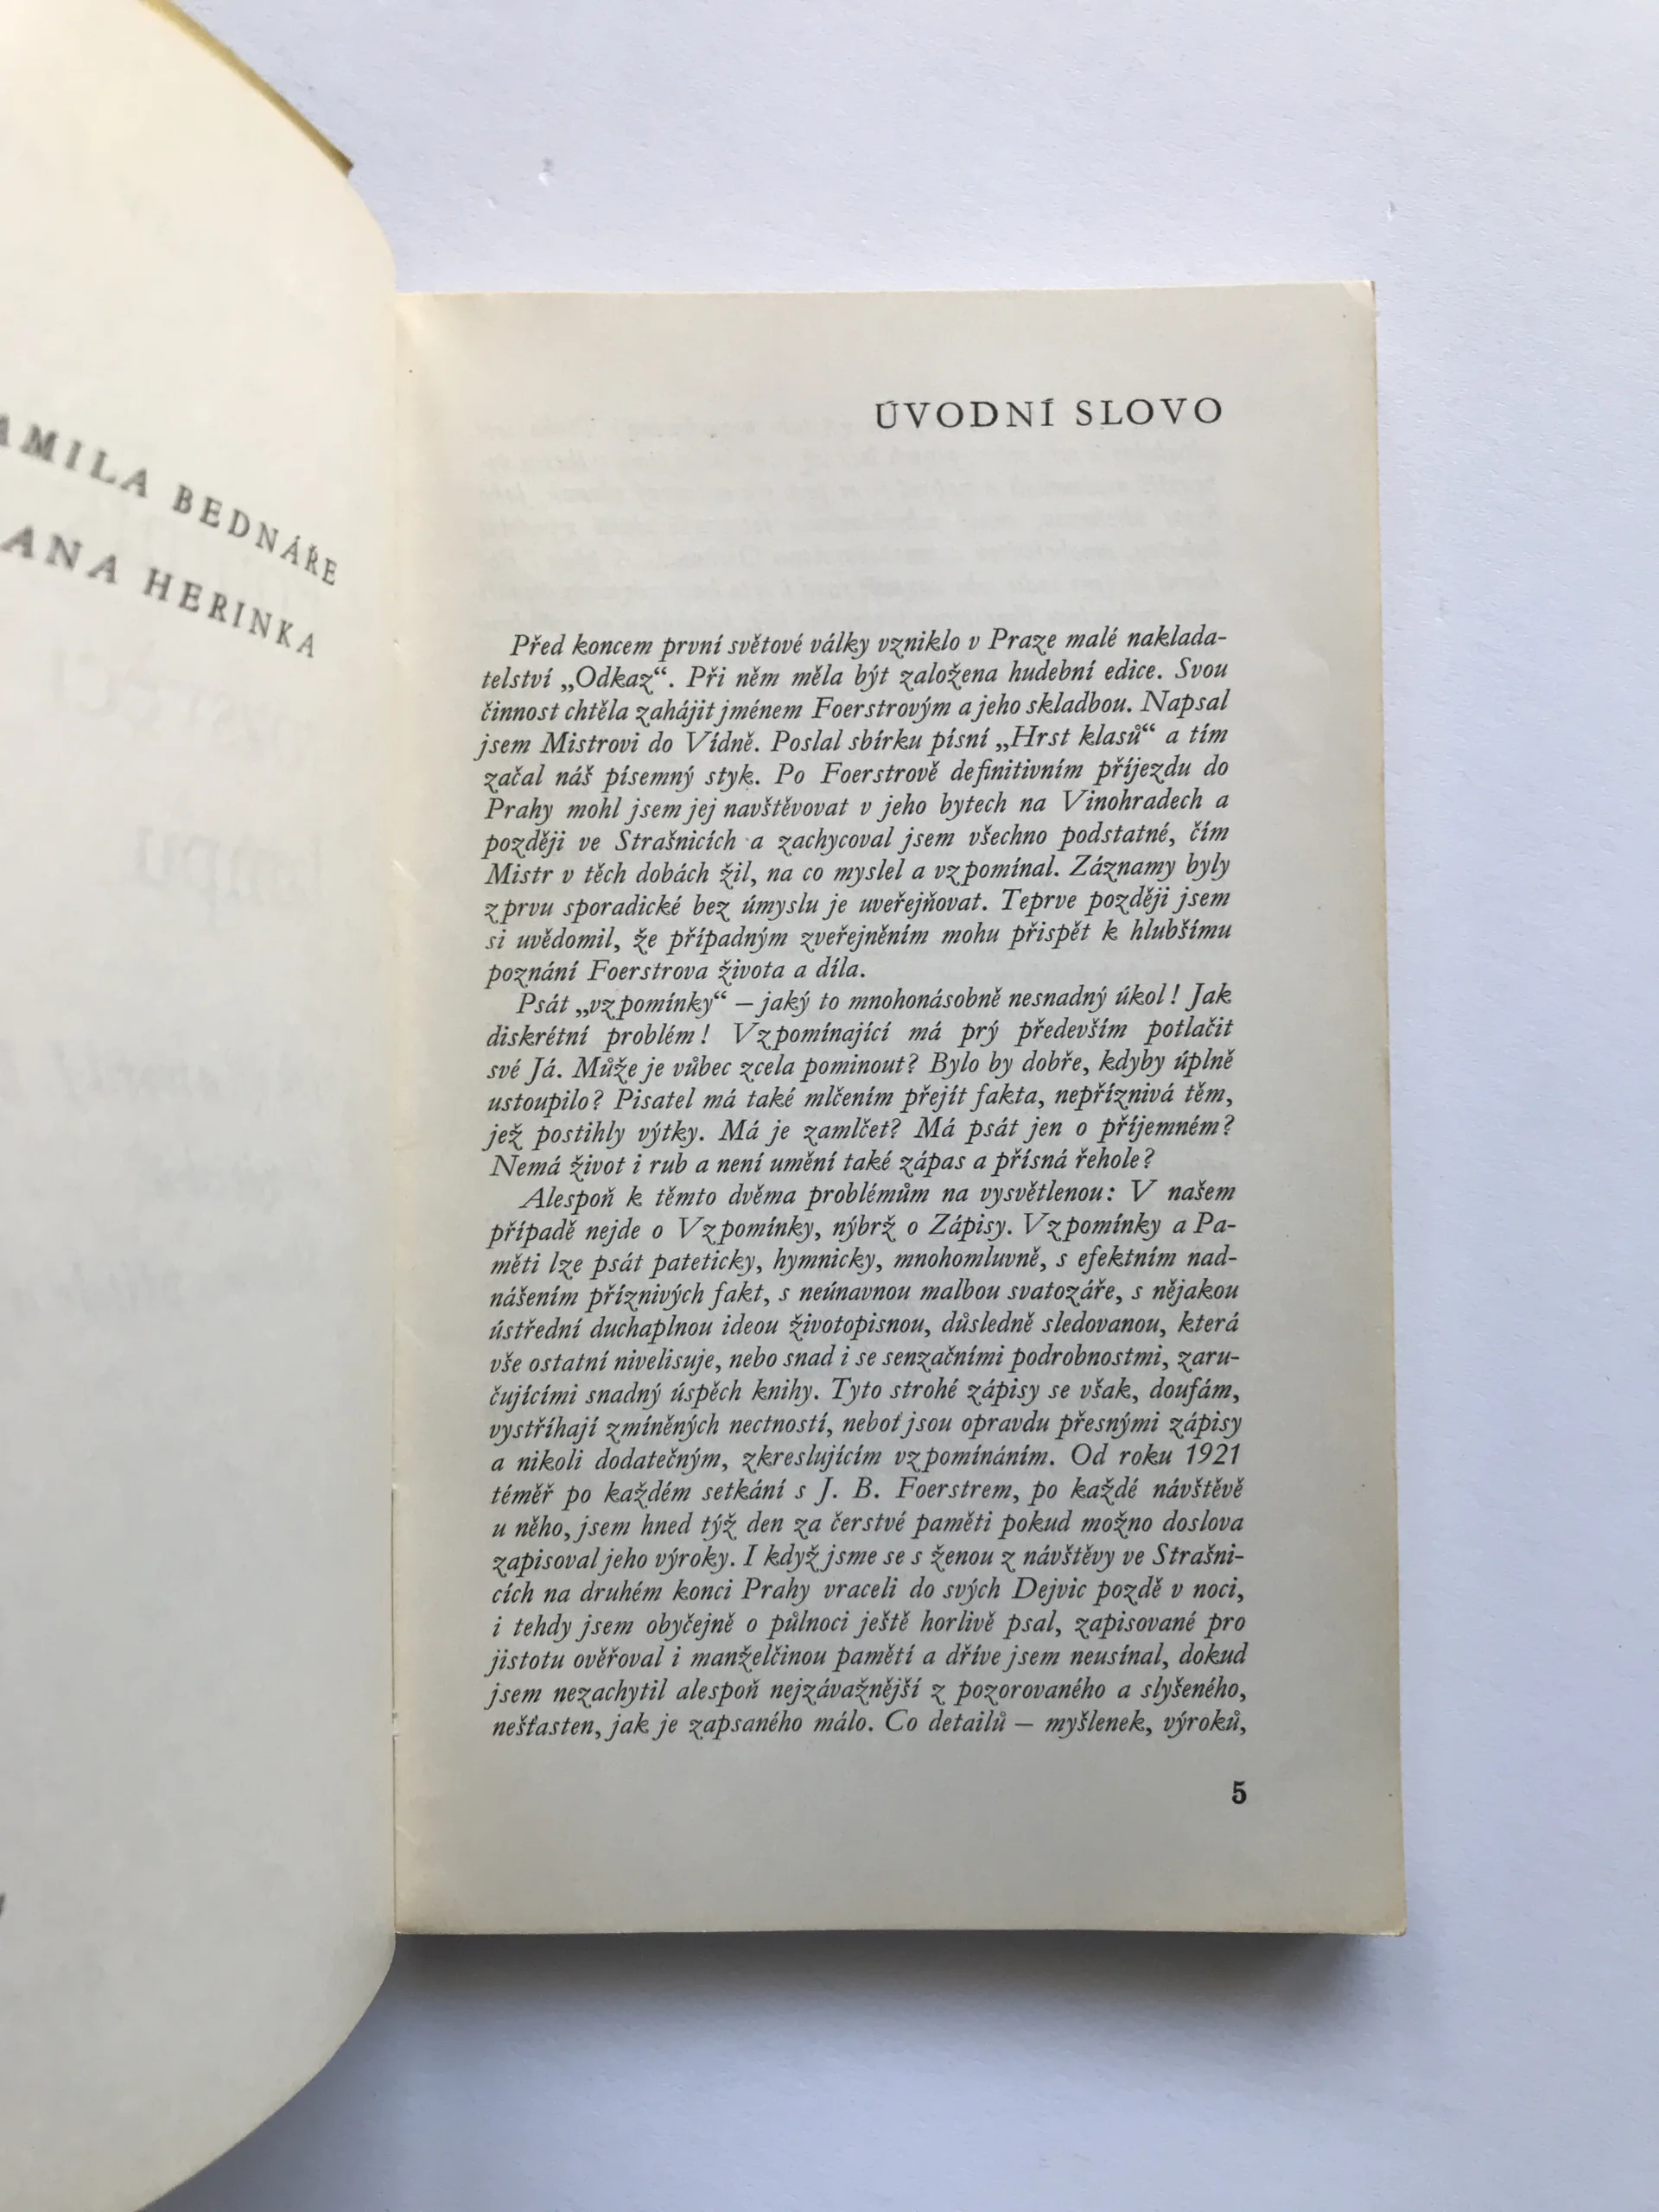 BEDNÁŘE
HERINKA
ÚVODNÍ SLOVO
Před koncem první světové války vzniklo v Praze malé naklada-
telství „Odkaz“. Při něm měla být založena hudební edice. Svou
činnost chtěla zahájit jménem Foerstrovým a jeho skladbou. Napsal
jsem Mistrovi do Vídně. Poslal sbírku písní „Hrst klasů“ a tím
začal náš písemný styk. Po Foerstrově definitivním příjezdu do
Prahy mohl jsem jej navštěvovat v jeho bytech na Vinohradech a
později ve Strašnicích a zachycoval jsem všechno podstatné, čím
Mistr v těch dobách žil, na co myslel a vzpomínal. Záznamy byly
zprvu sporadické bez úmyslu je uveřejňovat. Teprve později jsem
si uvědomil, že případným zveřejněním mohu přispět k hlubšímu
poznání Foerstrova života a díla.
Psát „vzpomínky“ – jaký to mnohonásobně nesnadný úkol! Jak
diskrétní problém! Vzpomínající má prý především potlačit
své Já. Může je vůbec zcela pominout? Bylo by dobře, kdyby úplně
ustoupilo? Pisatel má také mlčením přejít fakta, nepříznivá těm,
jež postihly výtky. Má je zamlčet? Má psát jen o příjemném?
Nemá život i rub a není umění také zápas a přísná řehole?
Alespoň k těmto dvěma problémům na vysvětlenou: V našem
případě nejde o Vzpomínky, nýbrž o Zápisy. Vzpomínky a Pa-
měti lze psát pateticky, hymnicky, mnohomluvně, s efektním nad-
nášením příznivých fakt, s neúnavnou malbou svatozáře, s nějakou
ústřední duchaplnou ideou životopisnou, důsledně sledovanou, která
vše ostatní nivelisuje, nebo snad i se senzačními podrobnostmi, zaru-
čujícími snadný úspěch knihy. Tyto strohé zápisy se však, doufám,
vystříhají zmíněných nectností, neboť jsou opravdu přesnými zápisy
a nikoli dodatečným, zkreslujícím vzpomínáním. Od roku 1921
téměř po každém setkání s J. B. Foerstrem, po každé návštěvě
u něho, jsem hned týž den za čerstvé paměti pokud možno doslova
zapisoval jeho výroky. I když jsme se s ženou z návštěvy ve Strašni-
cích na druhém konci Prahy vraceli do svých Dejvic pozdě v noci,
i tehdy jsem obyčejně o půlnoci ještě horlivě psal, zapisované pro
jistotu ověřoval i manželčinou pamětí a dříve jsem neusínal, dokud
jsem nezachytil alespoň nejzávažnější z pozorovaného a slyšeného,
nešťasten, jak je zapsaného málo. Co detailů – myšlenek, výroků,
5